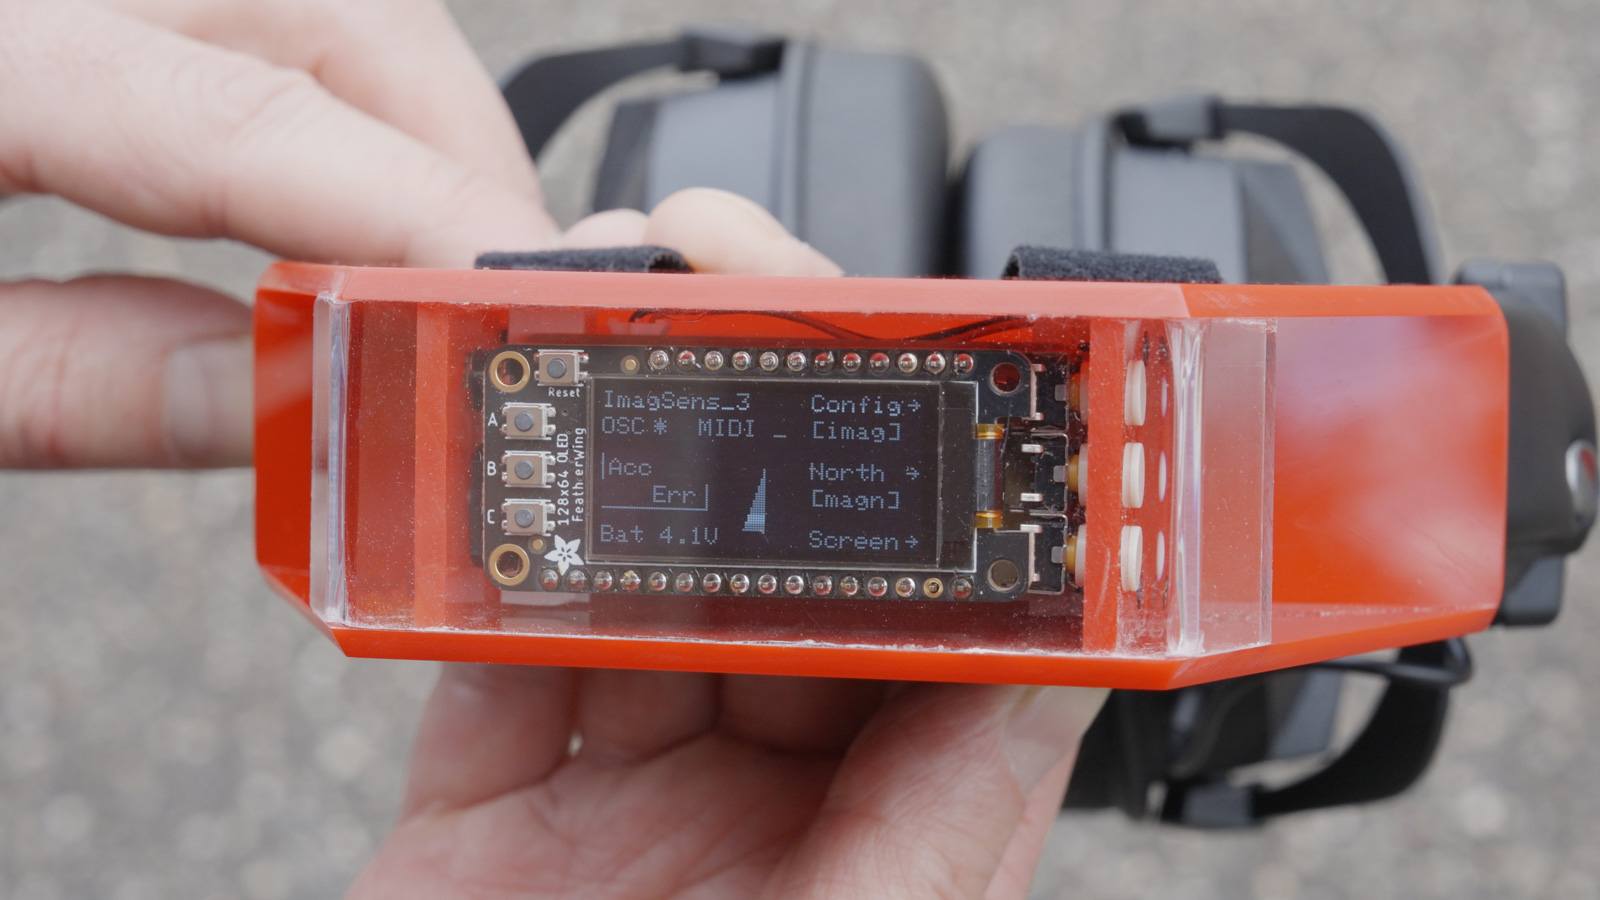 Reset
A
B
C
128x64 OLED
FeatherWing
ImagSens_3
OSC* MIDI _
Acc
Err
Bat 4.1V
Config→
[imag]
North →
[magn]
Screen→